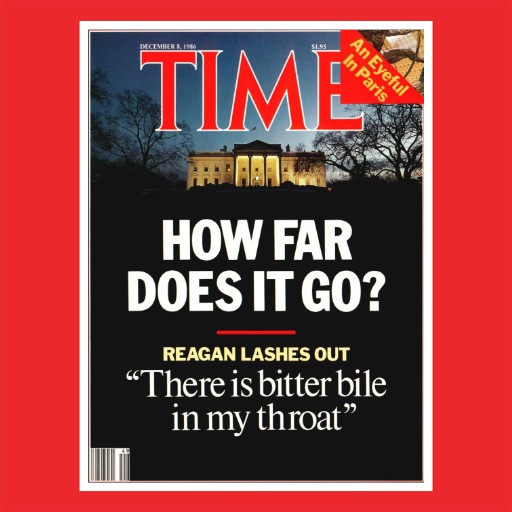 DECEMBER 8, 1986
$1.95
TIME
An Eyeful
In Paris
HOW FAR
DOES IT GO?
REAGAN LASHES OUT
“There is bitter bile
in my throat”
49